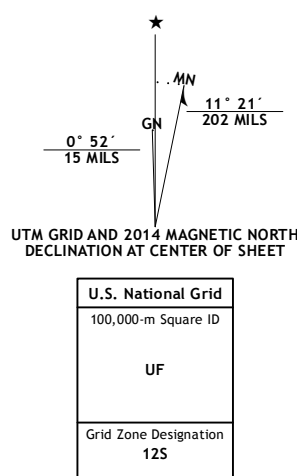 MN
GN
11° 21´
202 MILS
0° 52´
15 MILS
UTM GRID AND 2014 MAGNETIC NORTH
DECLINATION AT CENTER OF SHEET
U.S. National Grid
100,000-m Square ID
UF
Grid Zone Designation
12S